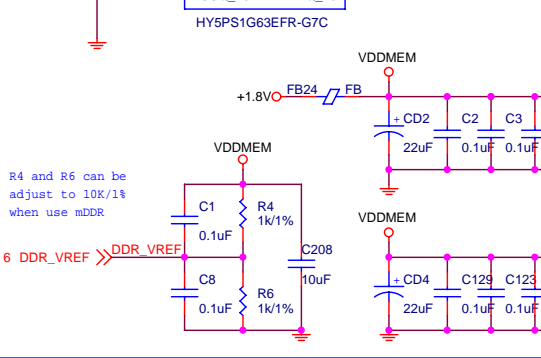 HY5PS1G63EFR-G7C
VDDMEM
+1.8V
FB24
FB
+
CD2
22uF
C2
0.1uF
C3
0.1uF
R4 and R6 can be
adjust to 10K/1%
when use mDDR
VDDMEM
C1
0.1uF
R4
1k/1%
6 DDR_VREF
DDR_VREF
C208
10uF
C8
0.1uF
R6
1k/1%
VDDMEM
+
CD4
22uF
C129
0.1uF
C123
0.1uF